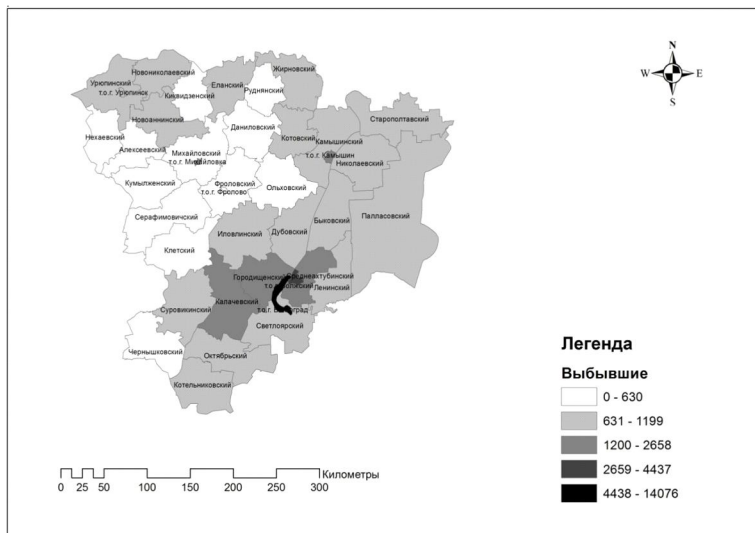 N
W E
S
Новониколаевский
Урюпинский
т.о.г. Урюпинск
Киквидзенский
Еланский
Жирновский
Руднянский
Новоаннинский
Нехаевский
Алексеевский
Михайловский
т.о.г. Михайловка
Даниловский
Котовский
Камышинский
т.о.г. Камышин
Старополтавский
Николаевский
Кумылженский
Фроловский
т.о.г. Фролово
Ольховский
Серафимовичский
Клетский
Иловлинский
Дубовский
Быковский
Палласовский
Городищенский
Среднеахтубинский
Ленинский
Калачевский
Суровикинский
Светлоярский
Чернышковский
Октябрьский
Котельниковский
Легенда
Выбывшие
0 - 630
631 - 1199
1200 - 2658
2659 - 4437
4438 - 14076
Километры
0 25 50 100 150 200 250 300